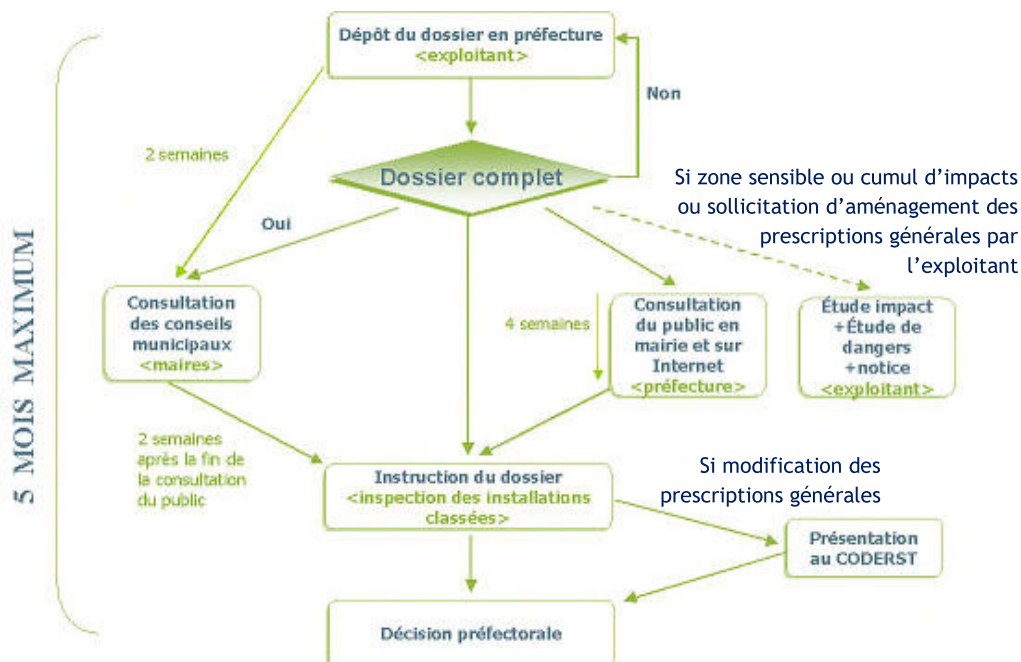 5 MOIS MAXIMUM
Dépôt du dossier en préfecture
<exploitant>
Non
2 semaines
Dossier complet
Si zone sensible ou cumul d’impacts
ou sollicitation d’aménagement des
prescriptions générales par
l’exploitant
Oui
Consultation
des conseils
municipaux
<maires>
4 semaines
Consultation
du public en
mairie et sur
Internet
<préfecture>
Étude impact
+Étude de
dangers
+notice
<exploitant>
2 semaines
après la fin de
la consultation
du public
Instruction du dossier
<inspection des installations
classées>
Si modification des
prescriptions générales
Présentation
au CODERST
Décision préfectorale